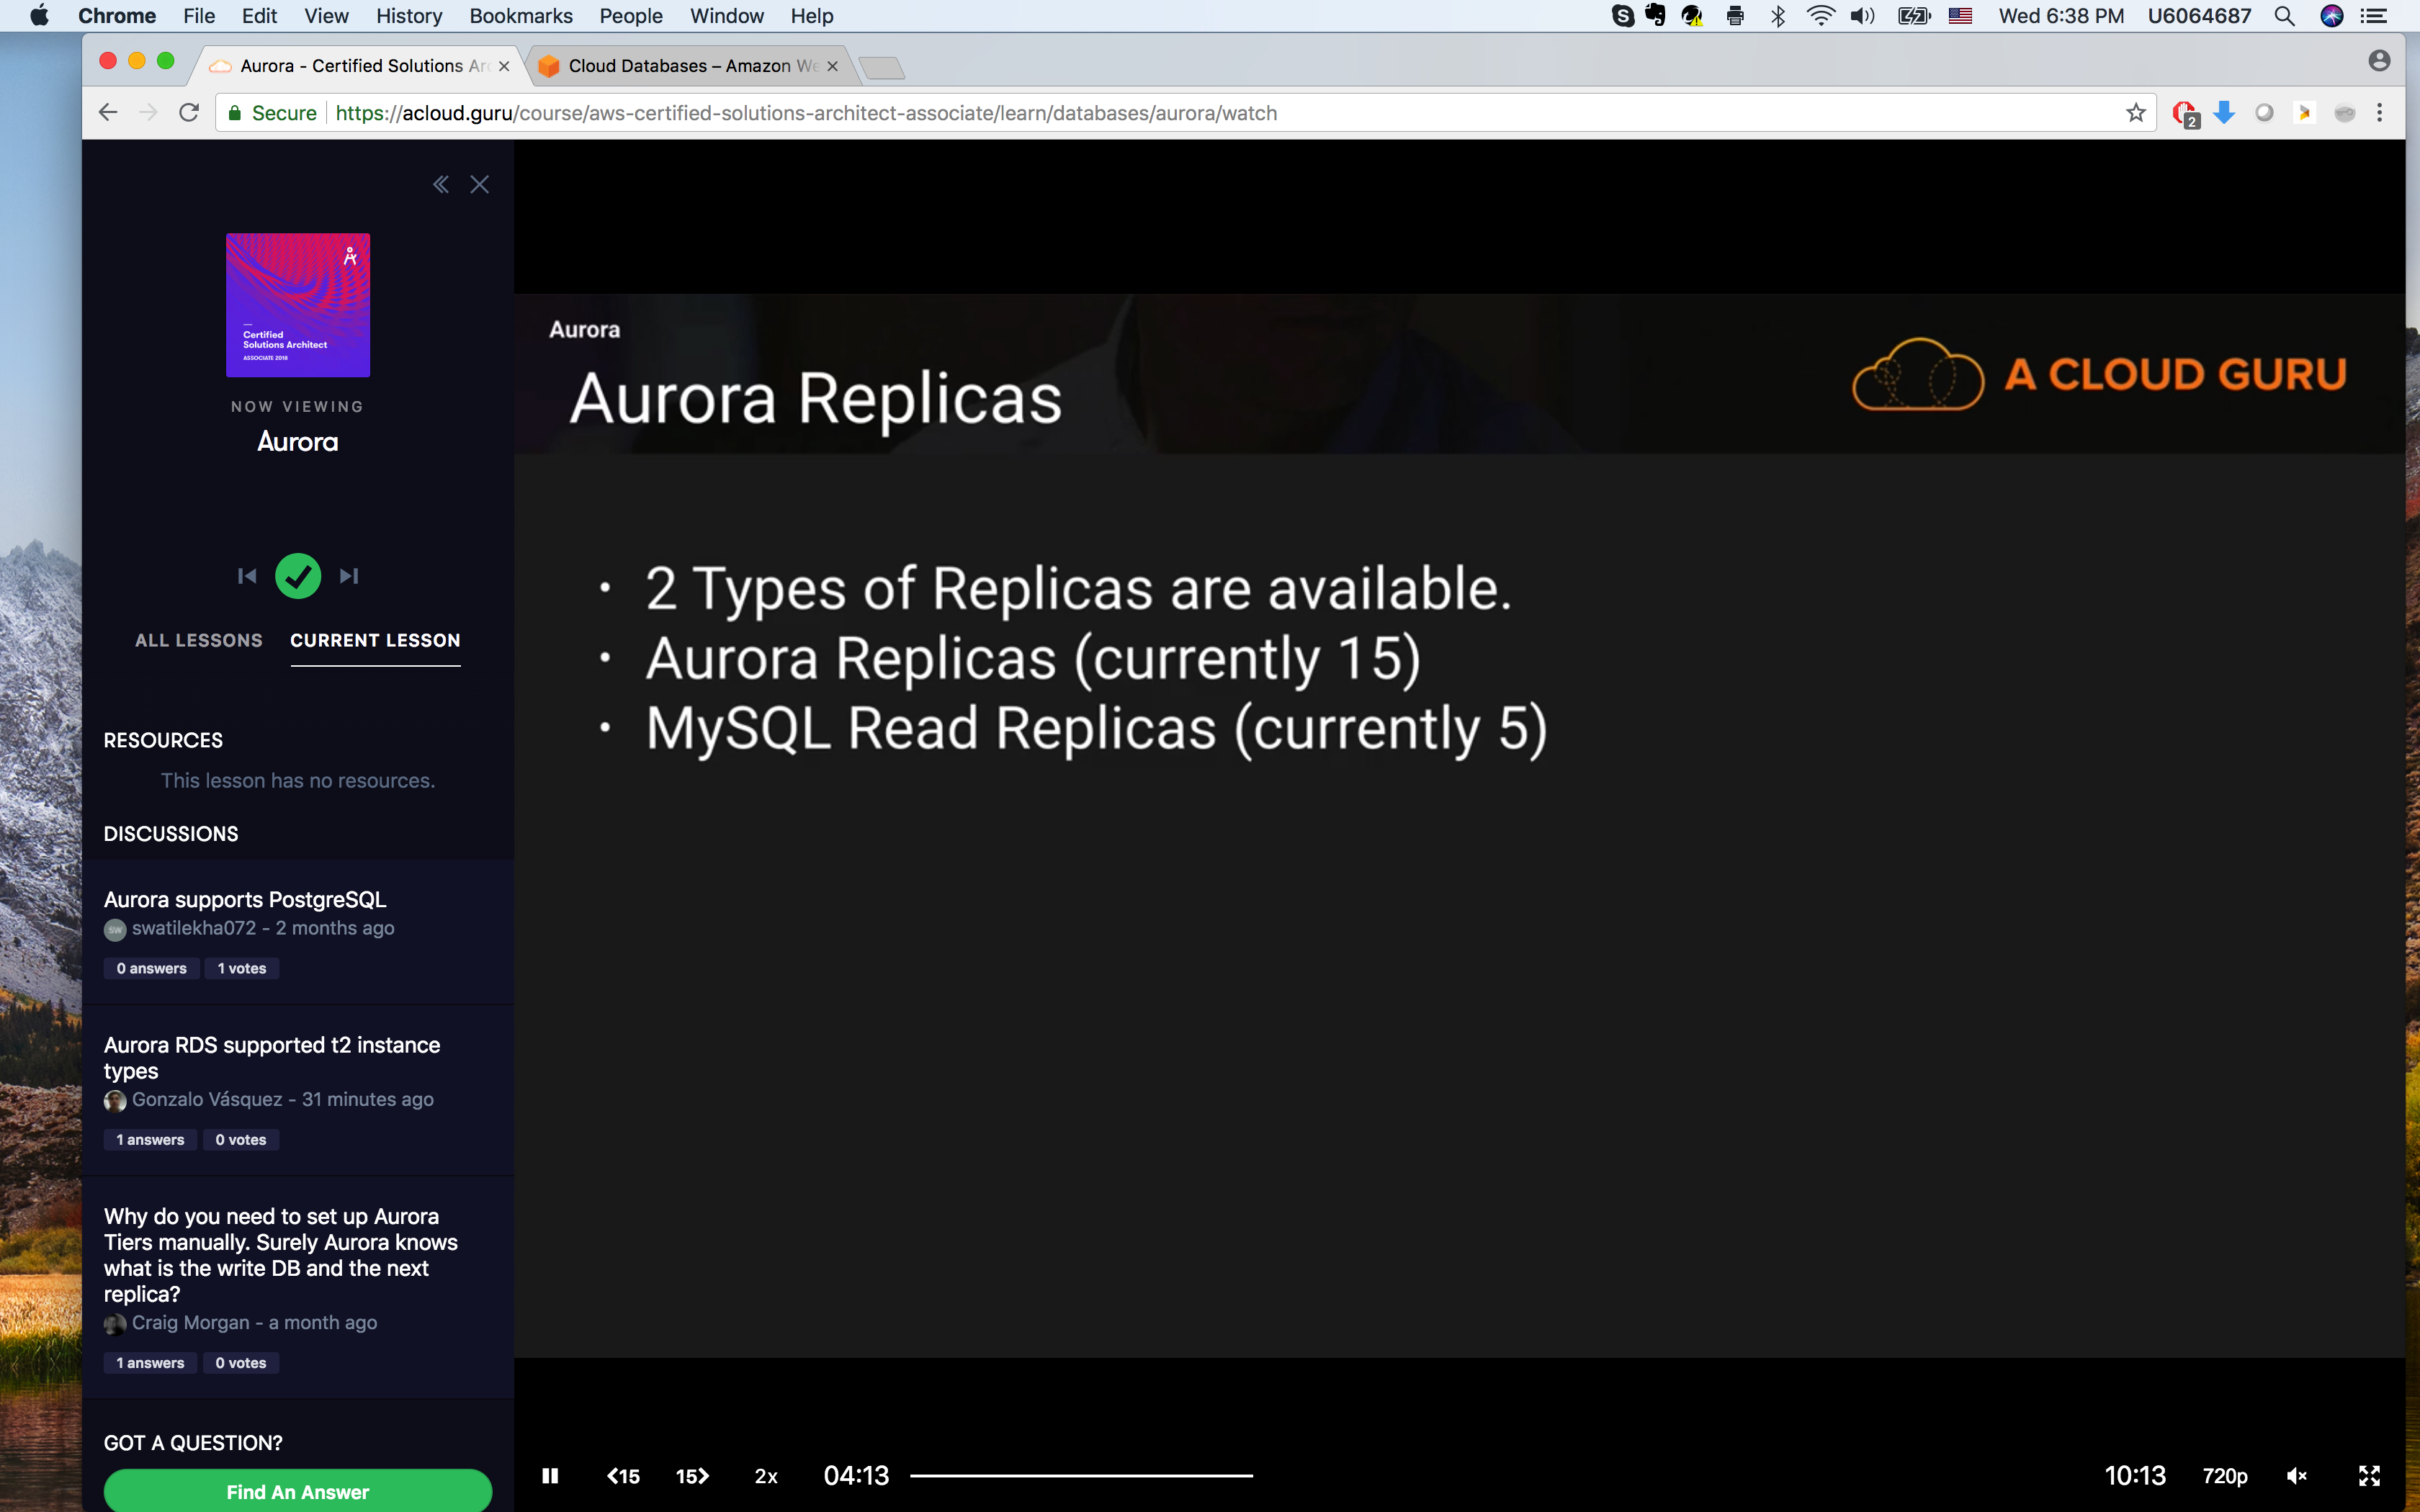 Chrome File Edit View History Bookmarks People Window Help Wed 6:38 PM U6064687
Aurora - Certified Solutions Arc Cloud Databases – Amazon We
Secure https://acloud.guru/course/aws-certified-solutions-architect-associate/learn/databases/aurora/watch
2
Certified
Solutions Architect
ASSOCIATE 2018
NOW VIEWING
Aurora
ALL LESSONS CURRENT LESSON
RESOURCES
This lesson has no resources.
DISCUSSIONS
Aurora supports PostgreSQL
SW swatilekha072 - 2 months ago
0 answers 1 votes
Aurora RDS supported t2 instance
types
Gonzalo Vásquez - 31 minutes ago
1 answers 0 votes
Why do you need to set up Aurora
Tiers manually. Surely Aurora knows
what is the write DB and the next
replica?
Craig Morgan - a month ago
1 answers 0 votes
GOT A QUESTION?
Find An Answer
Aurora
Aurora Replicas
A CLOUD GURU
• 2 Types of Replicas are available.
• Aurora Replicas (currently 15)
• MySQL Read Replicas (currently 5)
15 15 2x 04:13 10:13 720p